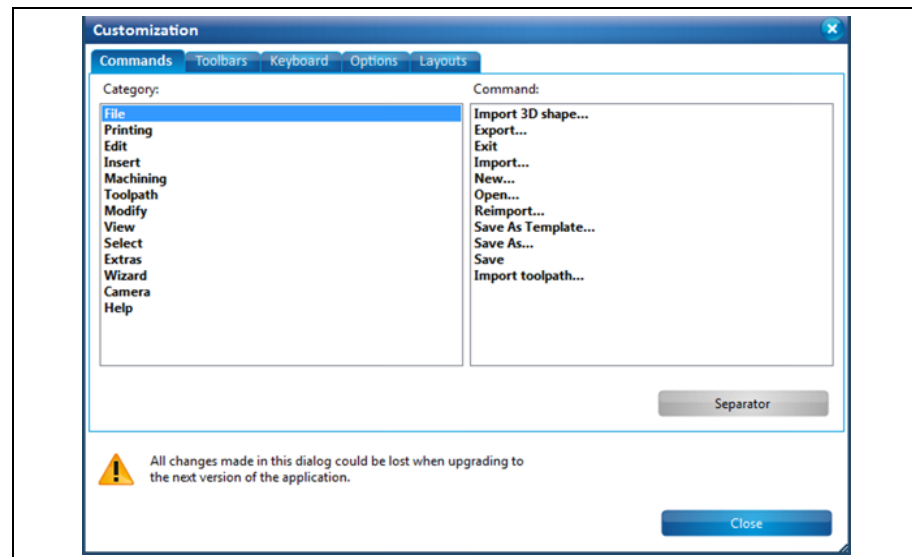 Customization
Commands Toolbars Keyboard Options Layouts
Category:
File
Printing
Edit
Insert
Machining
Toolpath
Modify
View
Select
Extras
Wizard
Camera
Help
Command:
Import 3D shape...
Export...
Exit
Import...
New...
Open...
Reimport...
Save As Template...
Save As...
Save
Import toolpath...
Separator
All changes made in this dialog could be lost when upgrading to
the next version of the application.
Close